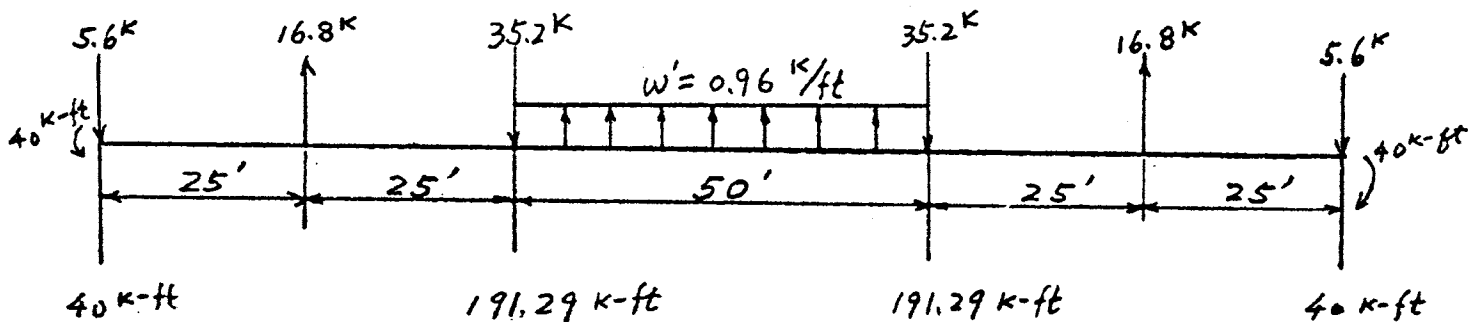 5.6ᴷ 16.8ᴷ 35.2ᴷ 35.2ᴷ 16.8ᴷ 5.6ᴷ
w'= 0.96 ᴷ/ft
40ᴷ⁻ᶠᵗ 40ᴷ⁻ᶠᵗ
25' 25' 50' 25' 25'
40 ᴷ⁻ᶠᵗ 191.29 K-ft 191.29 K-ft 40 ᴷ⁻ᶠᵗ